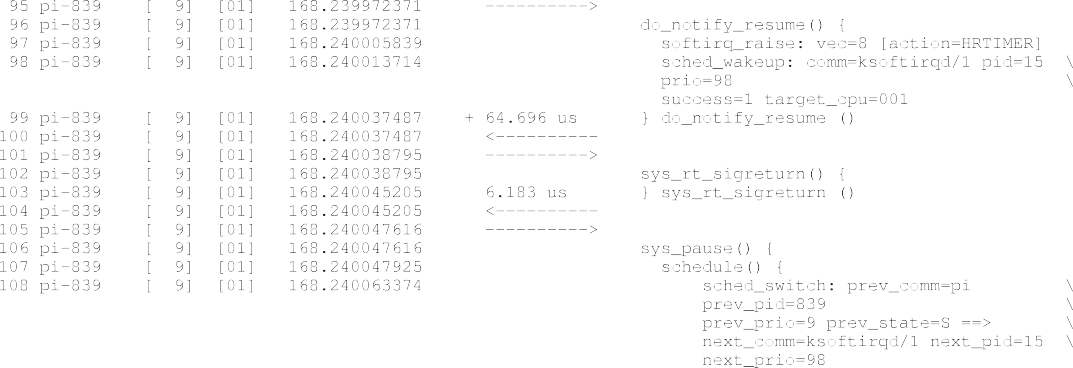 95 pi-839 [ 9] [01] 168.239972371 ---------->
96 pi-839 [ 9] [01] 168.239972371 do_notify_resume() {
97 pi-839 [ 9] [01] 168.240005839 softirq_raise: vec=8 [action=HRTIMER]
98 pi-839 [ 9] [01] 168.240013714 sched_wakeup: comm=ksoftirqd/1 pid=15 \
prio=98 \
success=1 target_cpu=001
99 pi-839 [ 9] [01] 168.240037487 + 64.696 us } do_notify_resume ()
100 pi-839 [ 9] [01] 168.240037487 <----------
101 pi-839 [ 9] [01] 168.240038795 ---------->
102 pi-839 [ 9] [01] 168.240038795 sys_rt_sigreturn() {
103 pi-839 [ 9] [01] 168.240045205 6.183 us } sys_rt_sigreturn ()
104 pi-839 [ 9] [01] 168.240045205 <----------
105 pi-839 [ 9] [01] 168.240047616 ---------->
106 pi-839 [ 9] [01] 168.240047616 sys_pause() {
107 pi-839 [ 9] [01] 168.240047925 schedule() {
108 pi-839 [ 9] [01] 168.240063374 sched_switch: prev_comm=pi \
prev_pid=839 \
prev_prio=9 prev_state=S ==> \
next_comm=ksoftirqd/1 next_pid=15 \
next_prio=98